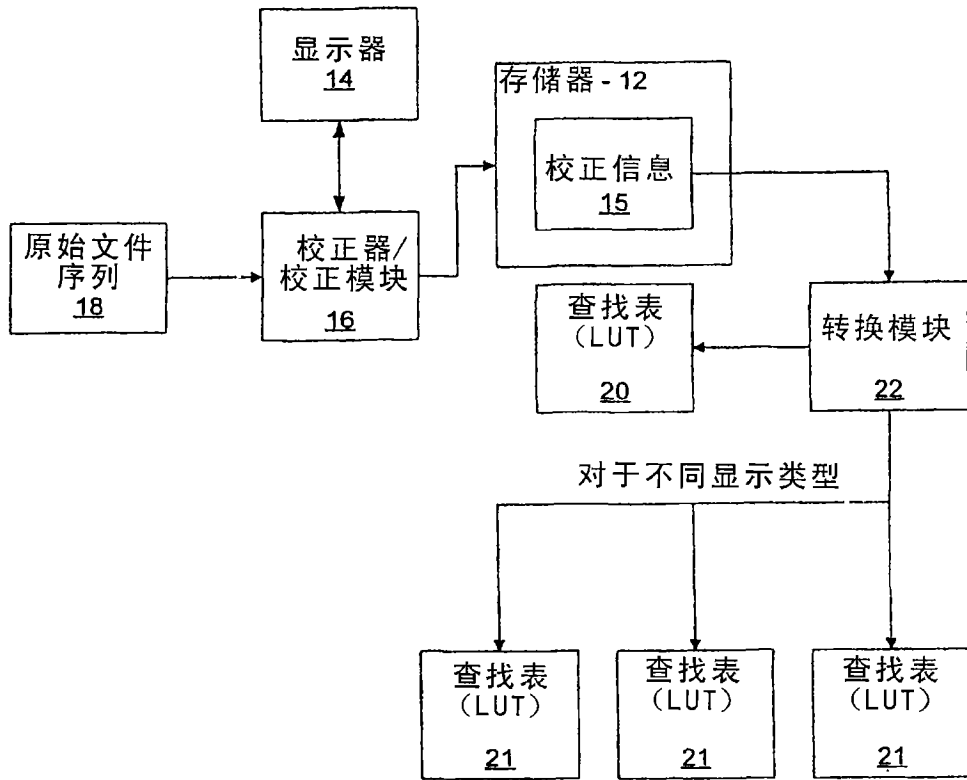 显示器
14
存储器 - 12
校正信息
15
原始文件
序列
18
校正器/
校正模块
16
查找表
(LUT)
20
转换模块
22
对于不同显示类型
查找表
(LUT)
21
查找表
(LUT)
21
查找表
(LUT)
21